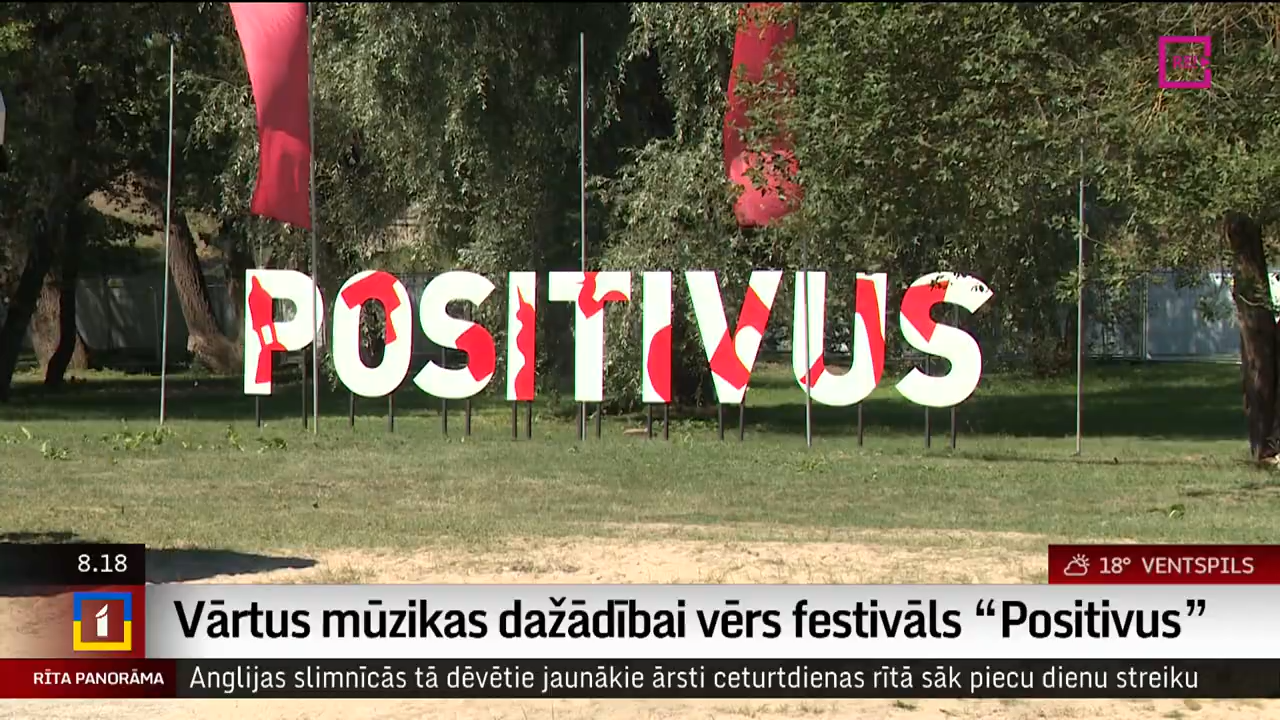 POSITIVUS
8.18
18° VENTSPILS
1
Vārtus mūzikas dažādībai vērs festivāls “Positivus”
RĪTA PANORĀMA
Anglijas slimnīcās tā dēvētie jaunākie ārsti ceturtdienas rītā sāk piecu dienu streiku